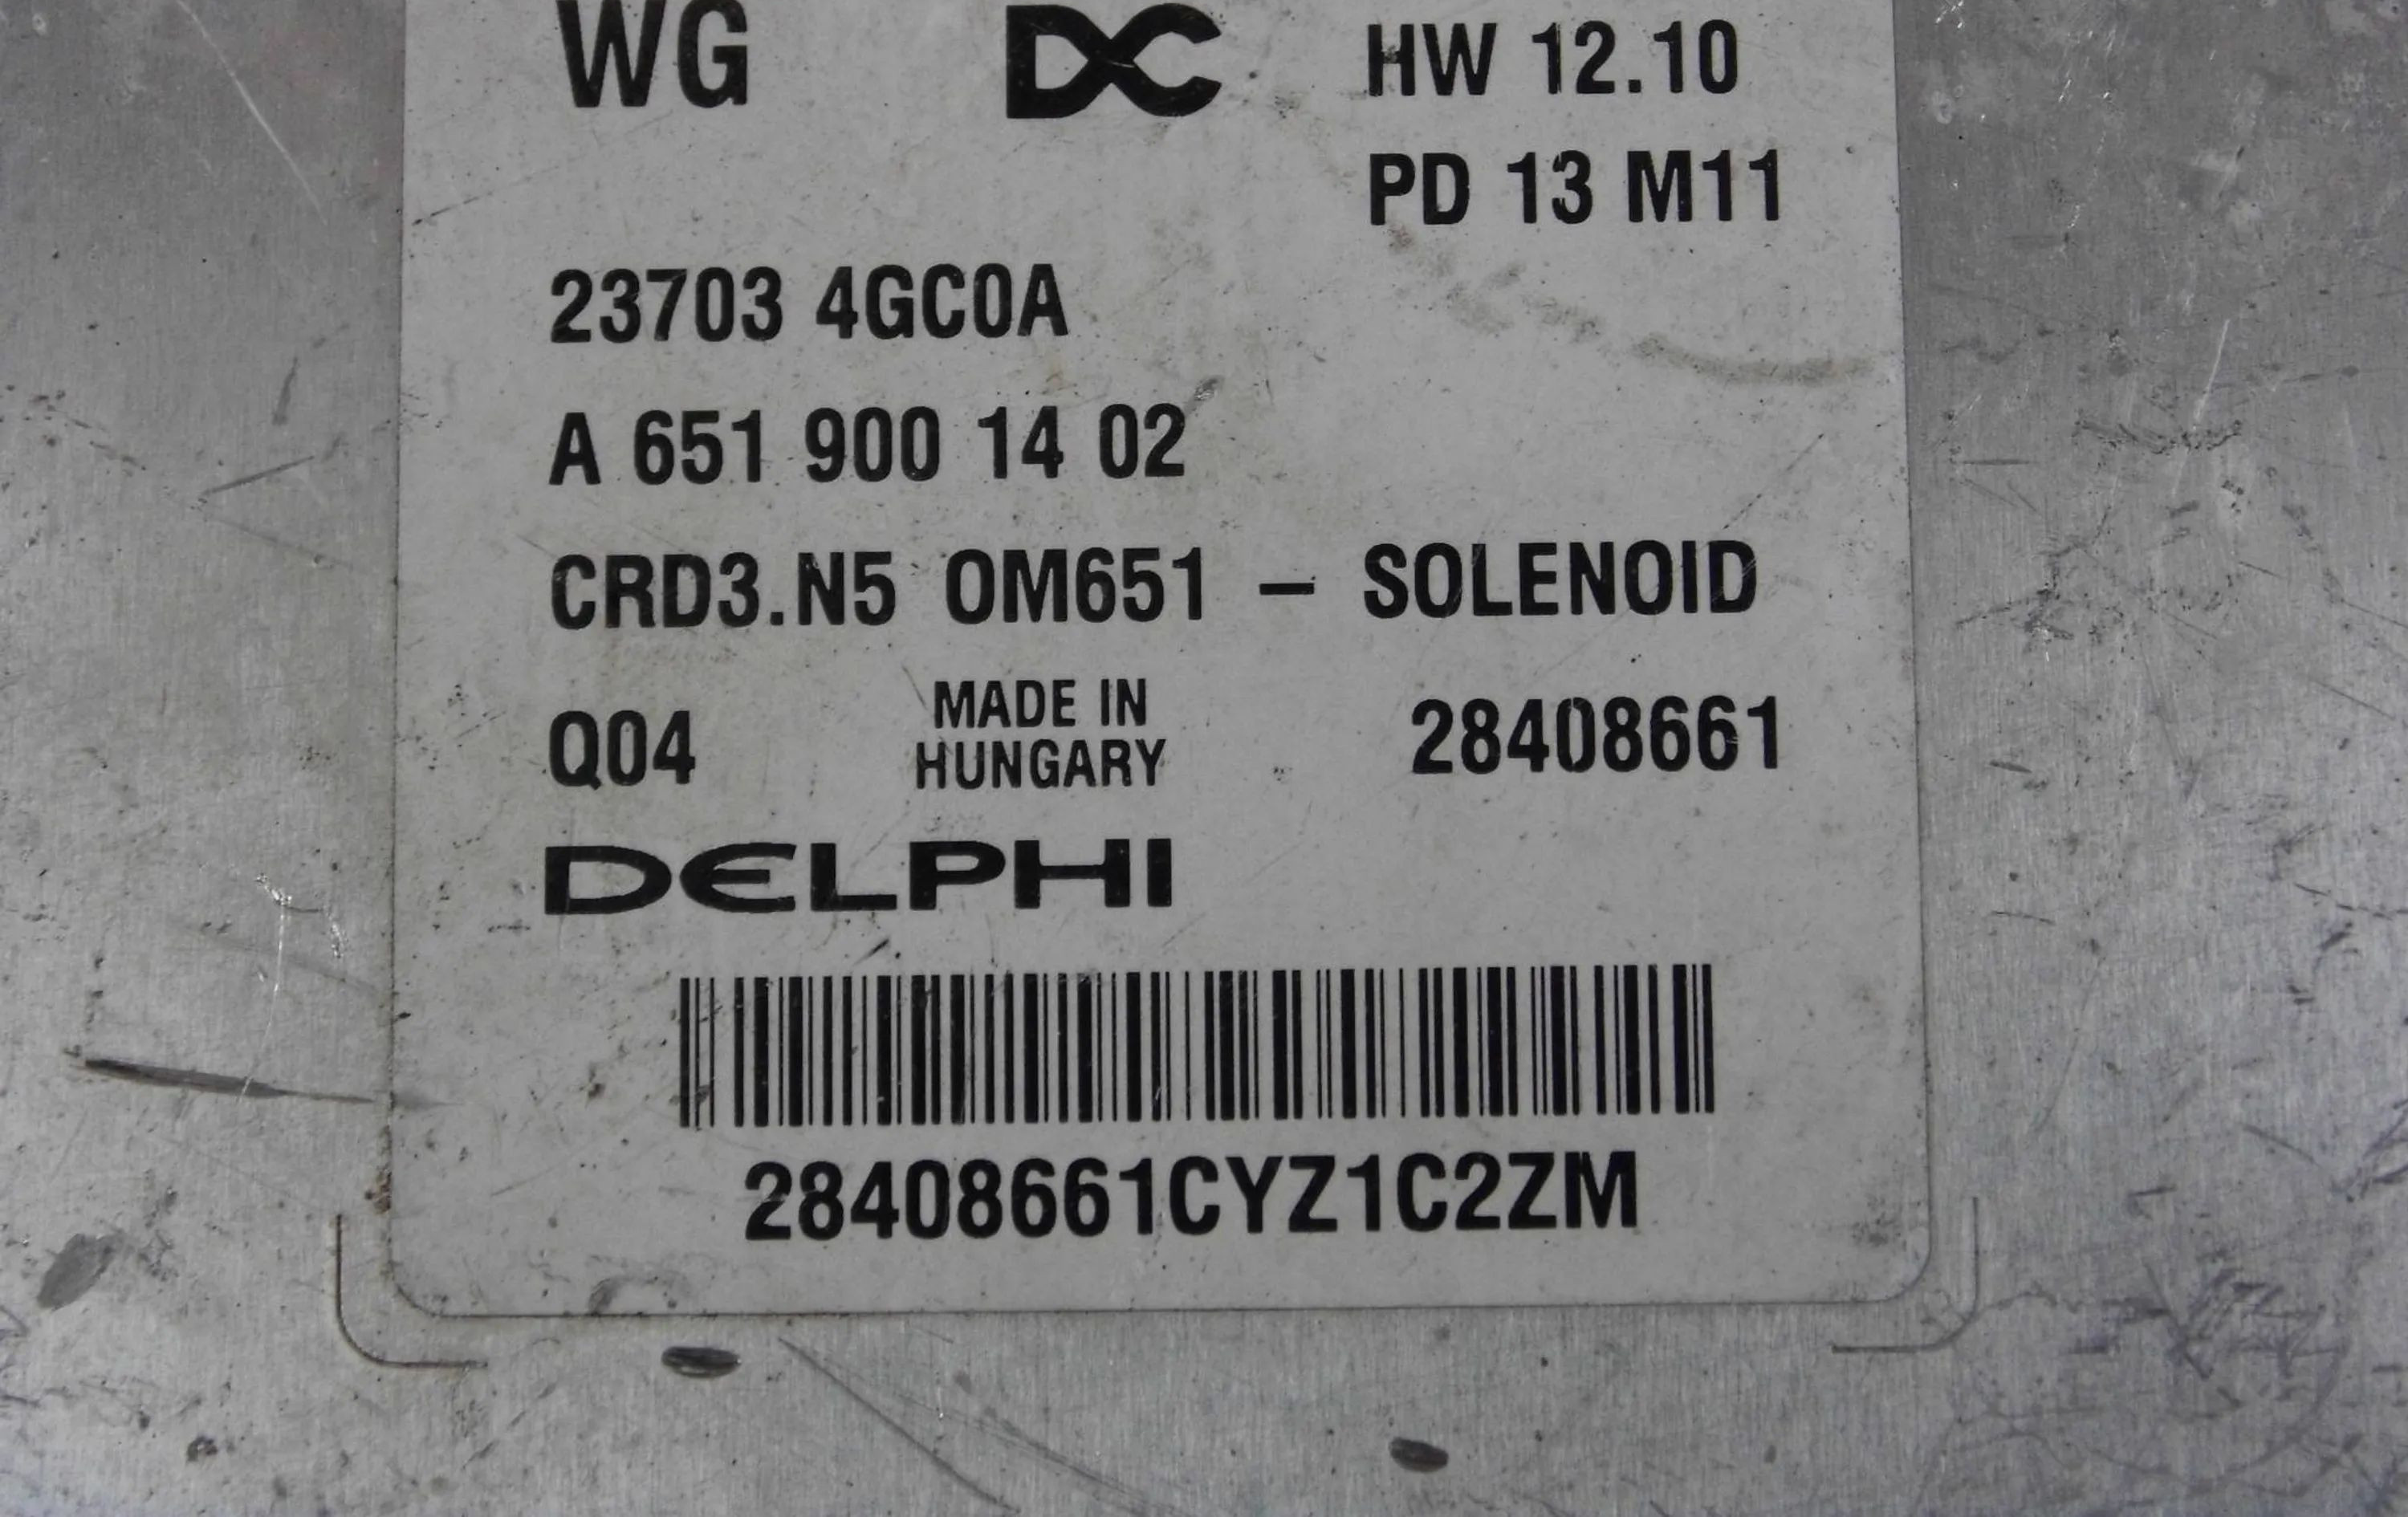 WG DC HW 12.10
PD 13 M11
23703 4GC0A
A 651 900 14 02
CRD3.N5 OM651 – SOLENOID
Q04 MADE IN HUNGARY 28408661
DELPHI
28408661CYZ1C2ZM